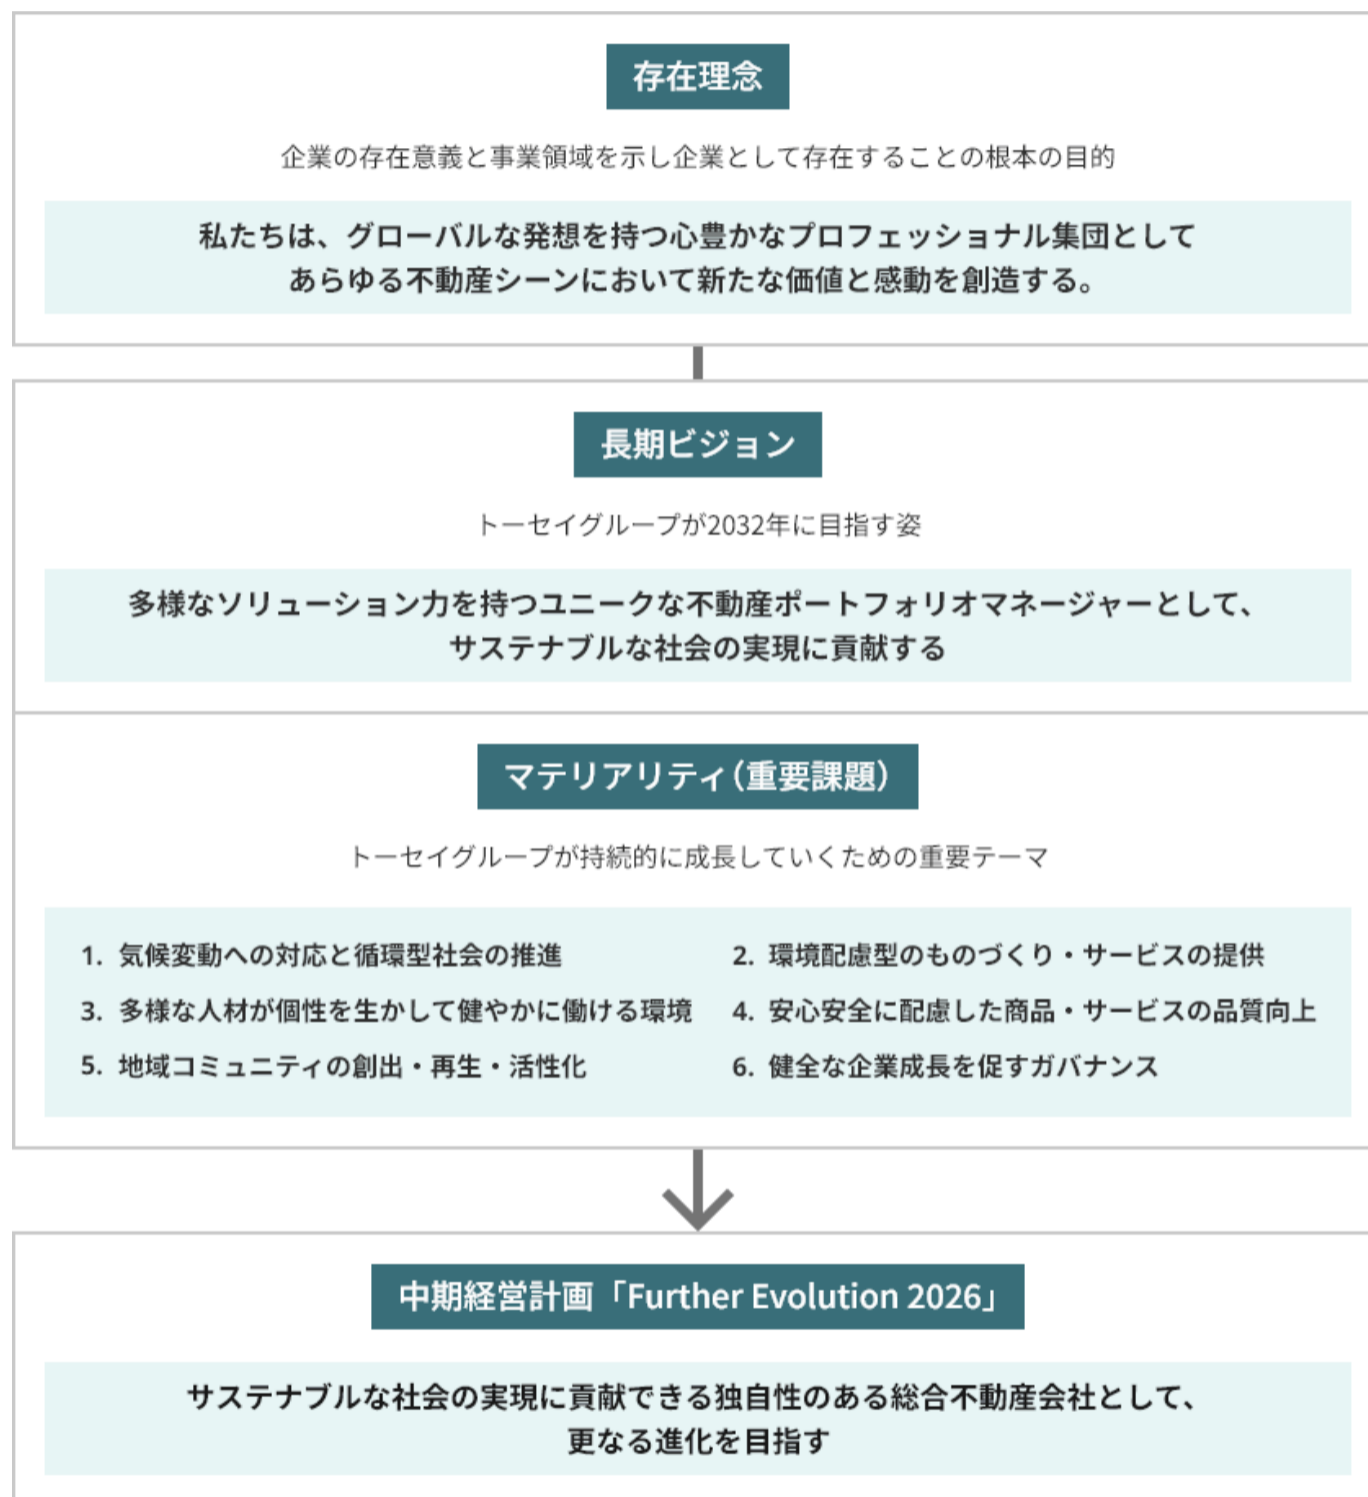 存在理念
企業の存在意義と事業領域を示し企業として存在することの根本の目的
私たちは、グローバルな発想を持つ心豊かなプロフェッショナル集団として
あらゆる不動産シーンにおいて新たな価値と感動を創造する。
長期ビジョン
トーセイグループが2032年に目指す姿
多様なソリューション力を持つユニークな不動産ポートフォリオマネージャーとして、
サステナブルな社会の実現に貢献する
マテリアリティ（重要課題）
トーセイグループが持続的に成長していくための重要テーマ
1. 気候変動への対応と循環型社会の推進
2. 環境配慮型のものづくり・サービスの提供
3. 多様な人材が個性を生かして健やかに働ける環境
4. 安心安全に配慮した商品・サービスの品質向上
5. 地域コミュニティの創出・再生・活性化
6. 健全な企業成長を促すガバナンス
中期経営計画「Further Evolution 2026」
サステナブルな社会の実現に貢献できる独自性のある総合不動産会社として、
更なる進化を目指す